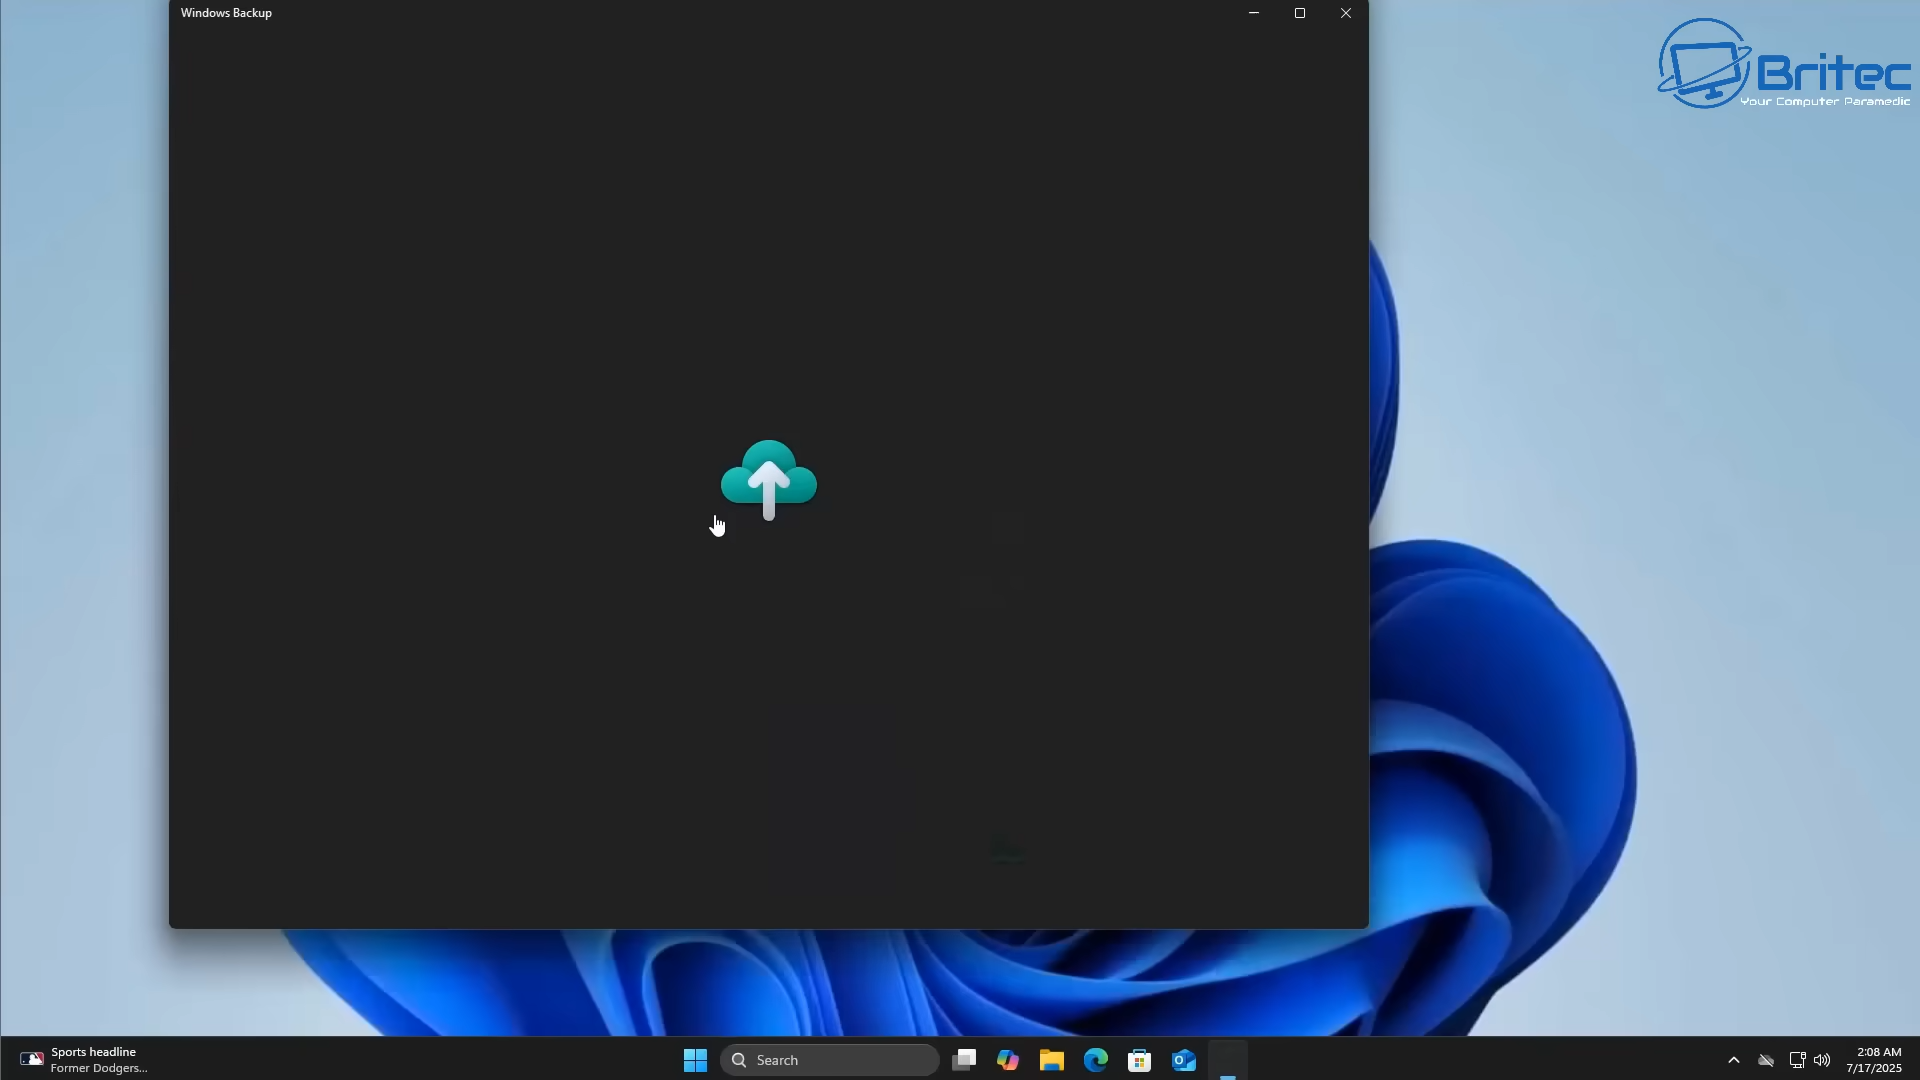 Windows Backup
Britec
Your Computer Paramedic
Sports headline
Former Dodgers...
Search
2:08 AM
7/17/2025